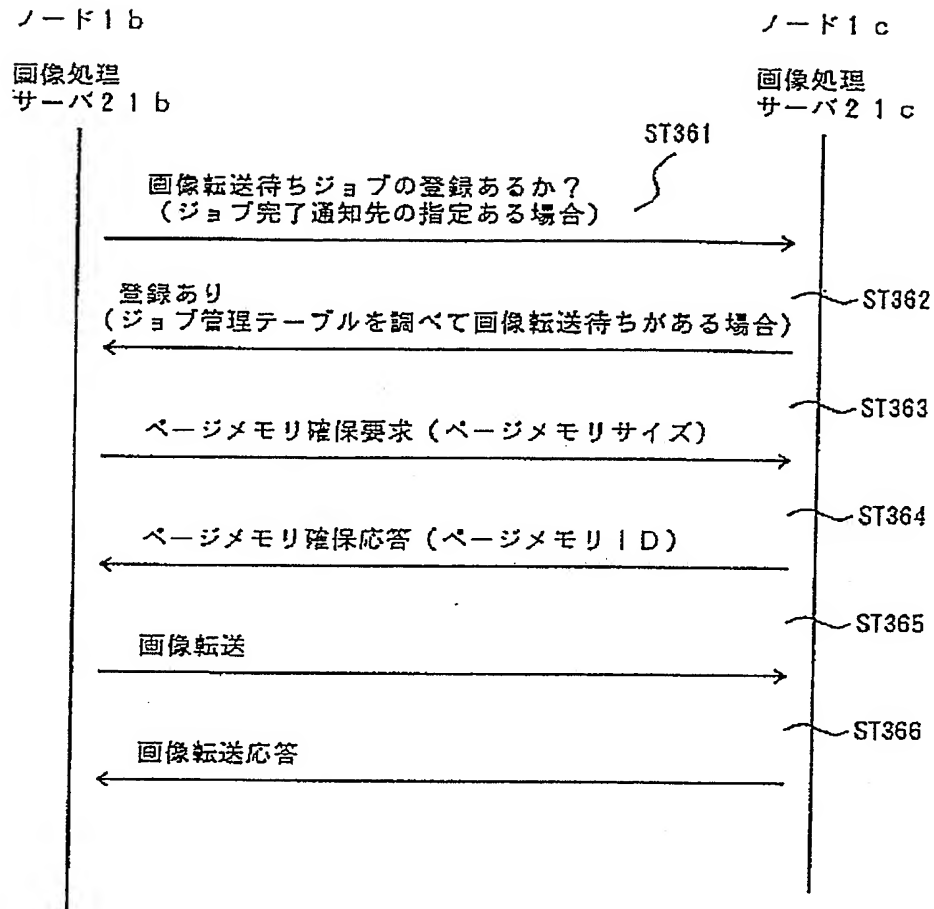 ノード1b
ノード1c
画像処理
サーバ21b
画像処理
サーバ21c
ST361
画像転送待ちジョブの登録あるか?
(ジョブ完了通知先の指定ある場合)
登録あり
(ジョブ管理テーブルを調べて画像転送待ちがある場合)
ST362
ST363
ページメモリ確保要求(ページメモリサイズ)
ST364
ページメモリ確保応答(ページメモリID)
ST365
画像転送
ST366
画像転送応答